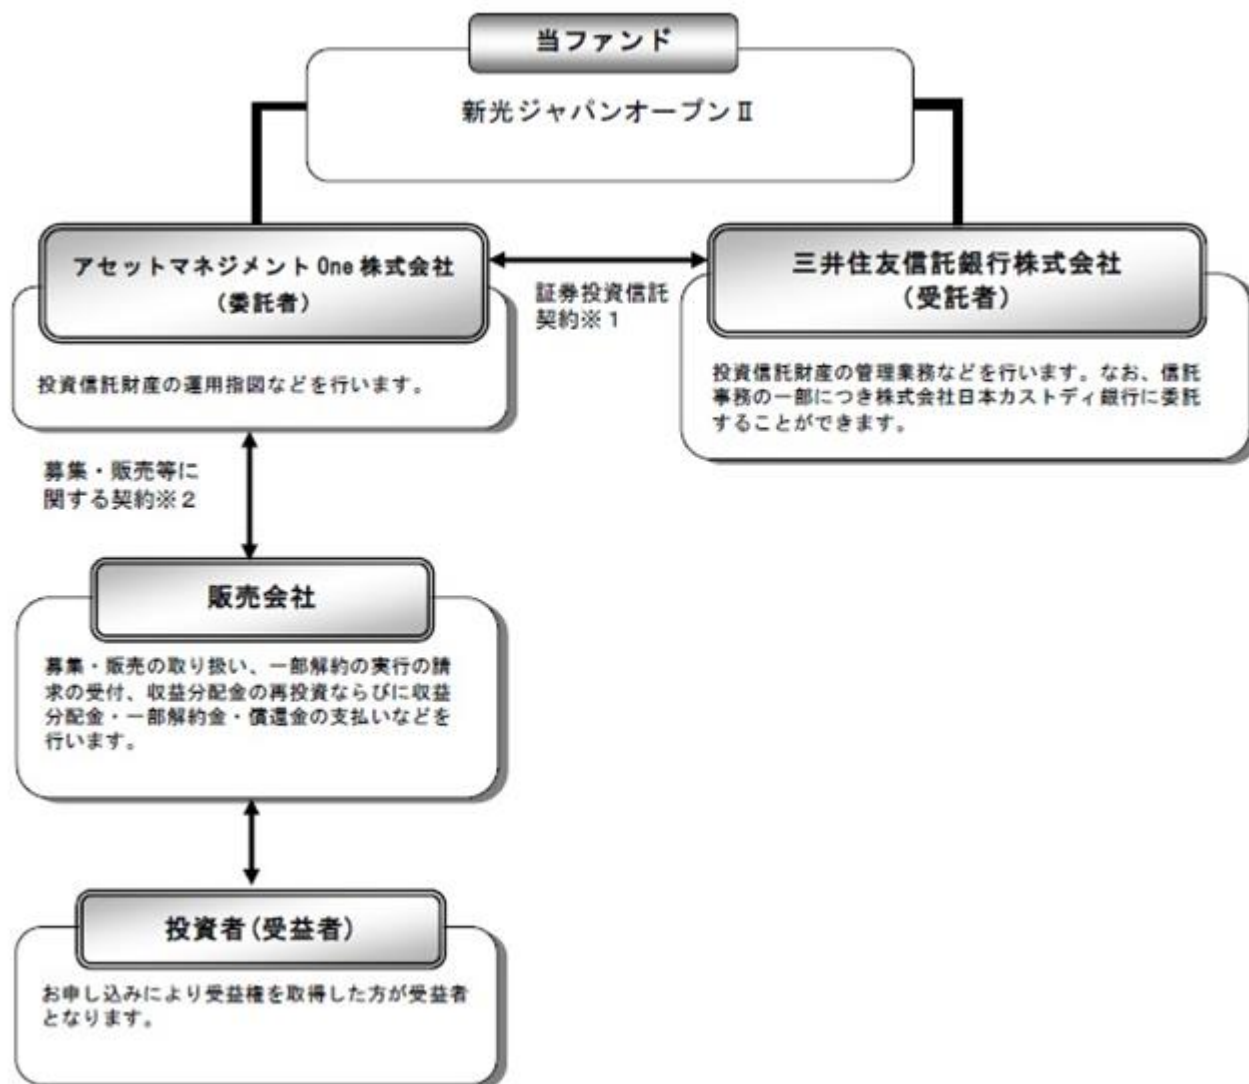 当ファンド
新光ジャパンオープンⅡ
アセットマネジメントOne株式会社
(委託者)
投資信託財産の運用指図などを行います。
証券投資信託
契約※1
三井住友信託銀行株式会社
(受託者)
投資信託財産の管理業務などを行います。なお、信託
事務の一部につき株式会社日本カストディ銀行に委託
することができます。
募集・販売等に
関する契約※2
販売会社
募集・販売の取り扱い、一部解約の実行の請
求の受付、収益分配金の再投資ならびに収益
分配金・一部解約金・償還金の支払いなどを
行います。
投資者(受益者)
お申し込みにより受益権を取得した方が受益者
となります。